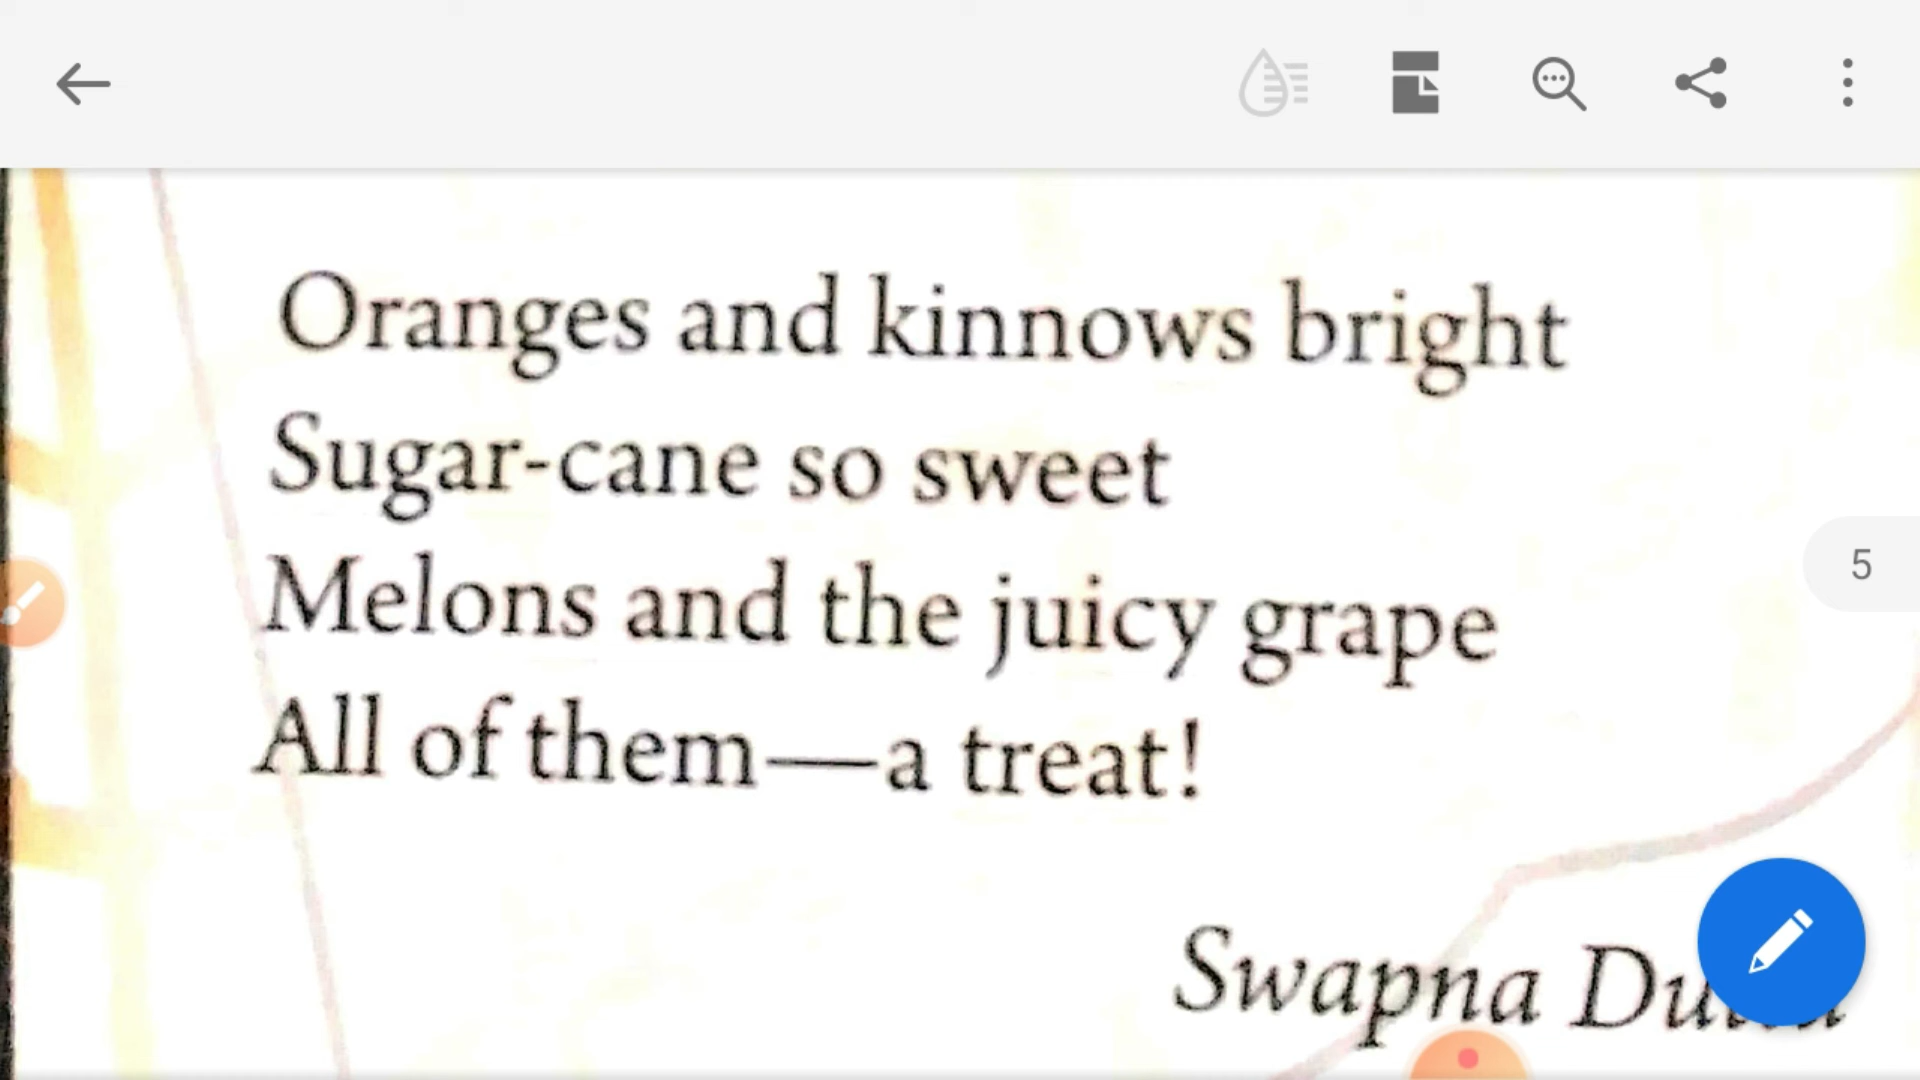 Oranges and kinnows bright
Sugar-cane so sweet
Melons and the juicy grape
All of them—a treat!
Swapna
5